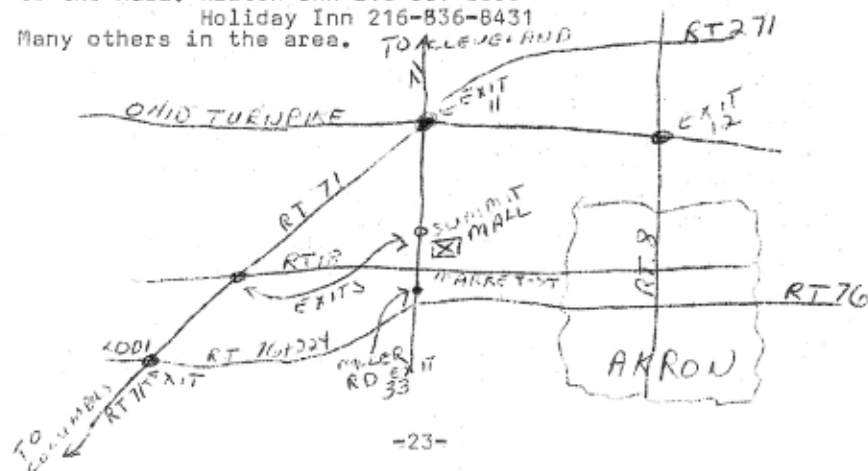 Holiday Inn 216-836-8431
Many others in the area.
TO CLEVELAND
RT 271
OHIO TURNPIKE
EXIT
11
EXIT
12
RT 71
SUMMIT
MALL
RT 8
RT 18
EXITS
MARKET ST
RT 76
LODI
RT 76+224
MILLER
RD EXIT
33
AKRON
EXIT
RT 71
TO
COLUMBUS
-23-